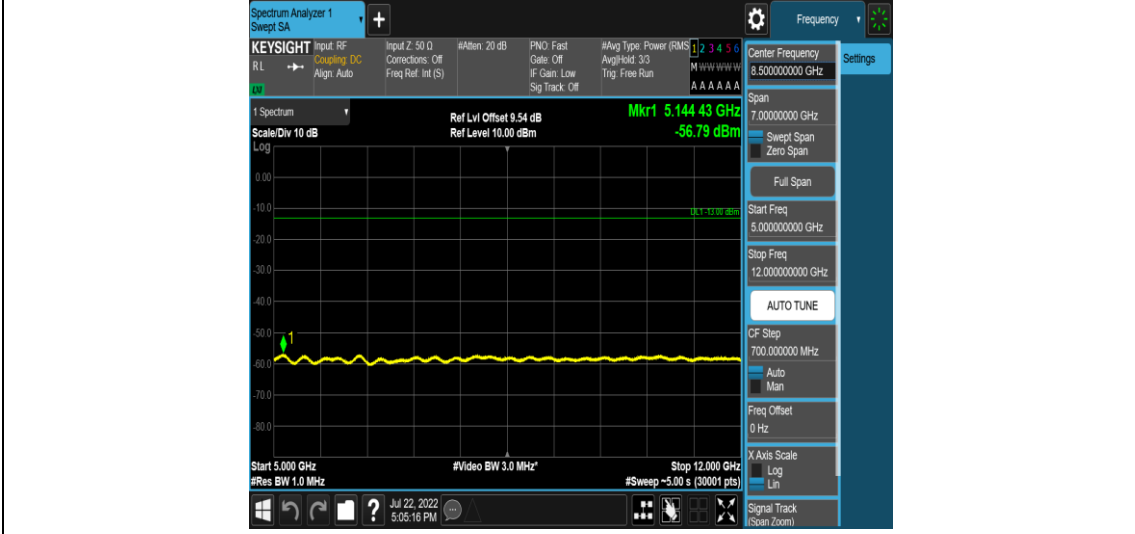 Spectrum Analyzer 1
Swept SA
+
Frequency
KEYSIGHT
RL
LXI
Input: RF
Coupling: DC
Align: Auto
Input Z: 50 Ω
Corrections: Off
Freq Ref: Int (S)
#Atten: 20 dB
PNO: Fast
Gate: Off
IF Gain: Low
Sig Track: Off
#Avg Type: Power (RMS
Avg|Hold: 3/3
Trig: Free Run
1 2 3 4 5 6
M W W W W W
A A A A A A
1 Spectrum
Scale/Div 10 dB
Log
Ref Lvl Offset 9.54 dB
Ref Level 10.00 dBm
Mkr1 5.144 43 GHz
-56.79 dBm
0.00
-10.0
DL1 -13.00 dBm
-20.0
-30.0
-40.0
-50.0
1
-60.0
-70.0
-80.0
Start 5.000 GHz
#Res BW 1.0 MHz
#Video BW 3.0 MHz*
Stop 12.000 GHz
#Sweep ~5.00 s (30001 pts)
Jul 22, 2022
5:05:16 PM
?
Center Frequency
8.500000000 GHz
Settings
Span
7.00000000 GHz
Swept Span
Zero Span
Full Span
Start Freq
5.000000000 GHz
Stop Freq
12.000000000 GHz
AUTO TUNE
CF Step
700.000000 MHz
Auto
Man
Freq Offset
0 Hz
X Axis Scale
Log
Lin
Signal Track
(Span Zoom)